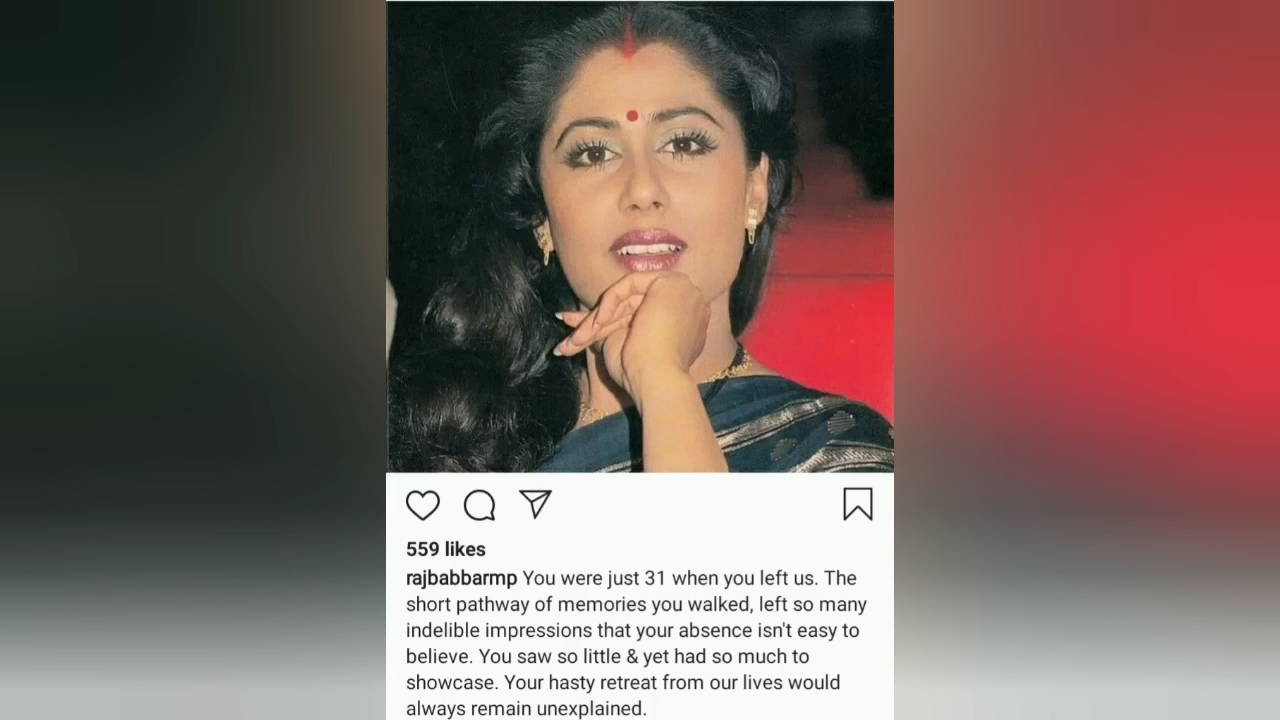 559 likes
rajbabbarmp You were just 31 when you left us. The
short pathway of memories you walked, left so many
indelible impressions that your absence isn't easy to
believe. You saw so little & yet had so much to
showcase. Your hasty retreat from our lives would
always remain unexplained.